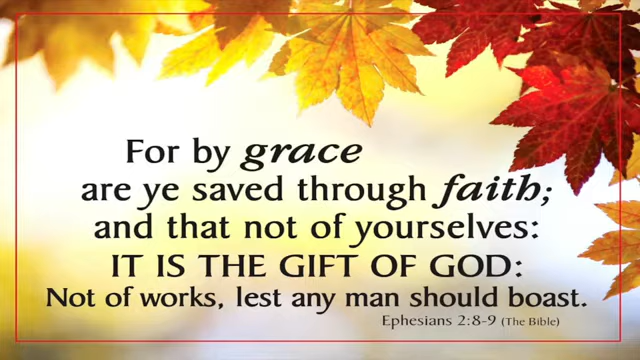 For by grace
are ye saved through faith;
and that not of yourselves:
IT IS THE GIFT OF GOD:
Not of works, lest any man should boast.
Ephesians 2:8-9 (The Bible)